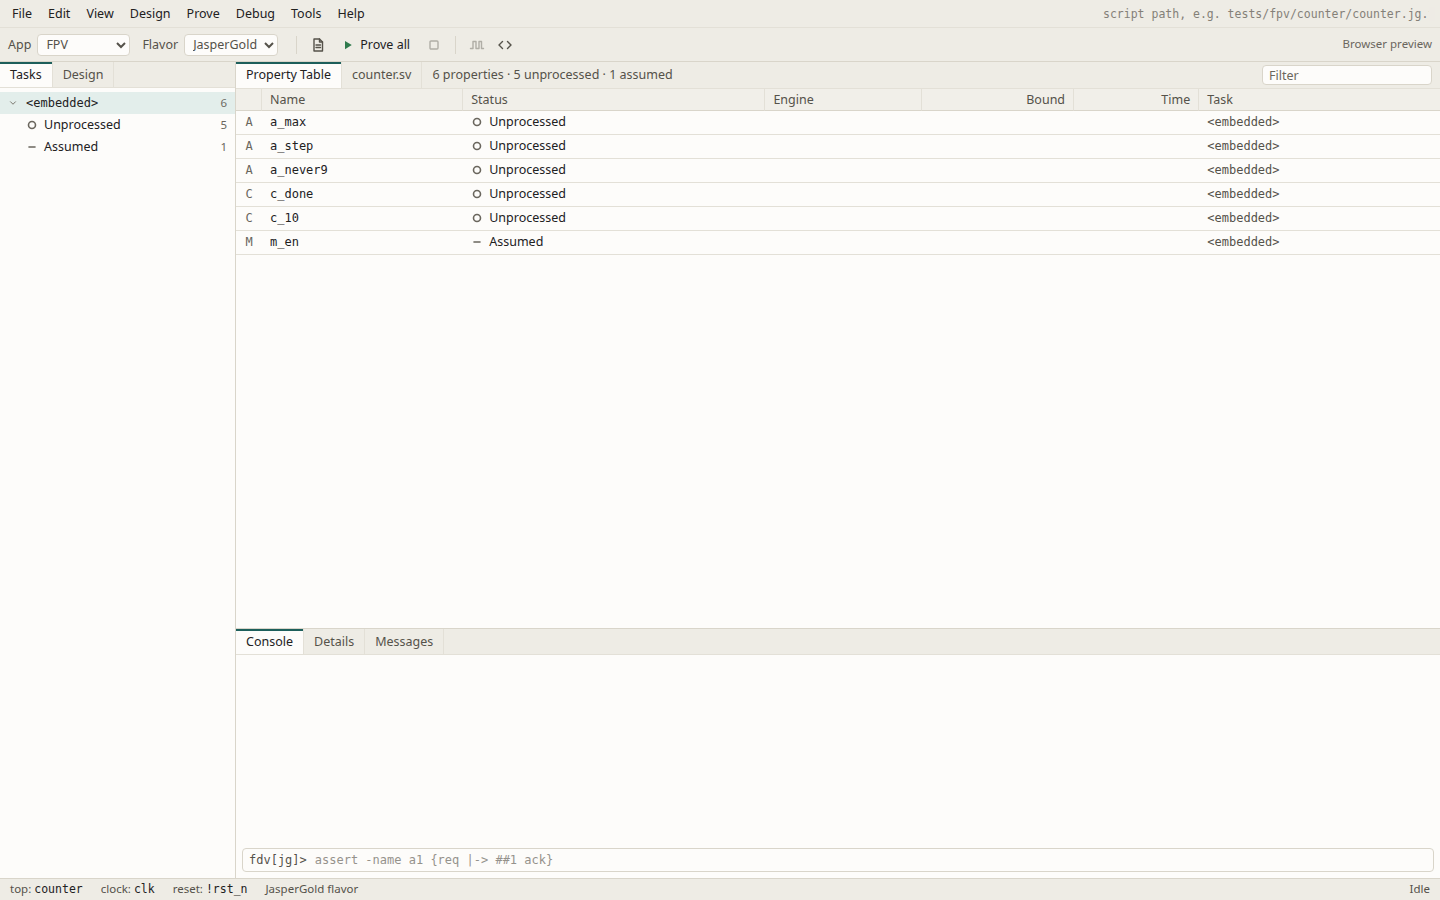 File Edit View Design Prove Debug Tools Help script path, e.g. tests/fpv/counter/counter.jg.
App FPV Flavor JasperGold Prove all Browser preview
Tasks Design Property Table counter.sv 6 properties · 5 unprocessed · 1 assumed Filter
<embedded> 6
Unprocessed 5
Assumed 1
Name Status Engine Bound Time Task
A a_max Unprocessed <embedded>
A a_step Unprocessed <embedded>
A a_never9 Unprocessed <embedded>
C c_done Unprocessed <embedded>
C c_10 Unprocessed <embedded>
M m_en Assumed <embedded>
Console Details Messages
fdv[jg]> assert -name a1 {req |-> ##1 ack}
top: counter clock: clk reset: !rst_n JasperGold flavor Idle